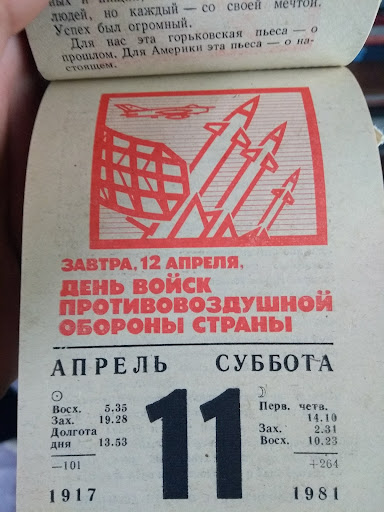 людей, но каждый — со своей мечтой.
Успех был огромный.
Для нас эта горьковская пьеса — о
прошлом. Для Америки эта пьеса — о на-
стоящем.
ЗАВТРА, 12 АПРЕЛЯ,
ДЕНЬ ВОЙСК
ПРОТИВОВОЗДУШНОЙ
ОБОРОНЫ СТРАНЫ
АПРЕЛЬ СУББОТА
11
Восх. 5.35
Зах. 19.28
Долгота
дня 13.53
—101
1917
Перв. четв.
14.10
Зах. 2.31
Восх. 10.23
+264
1981